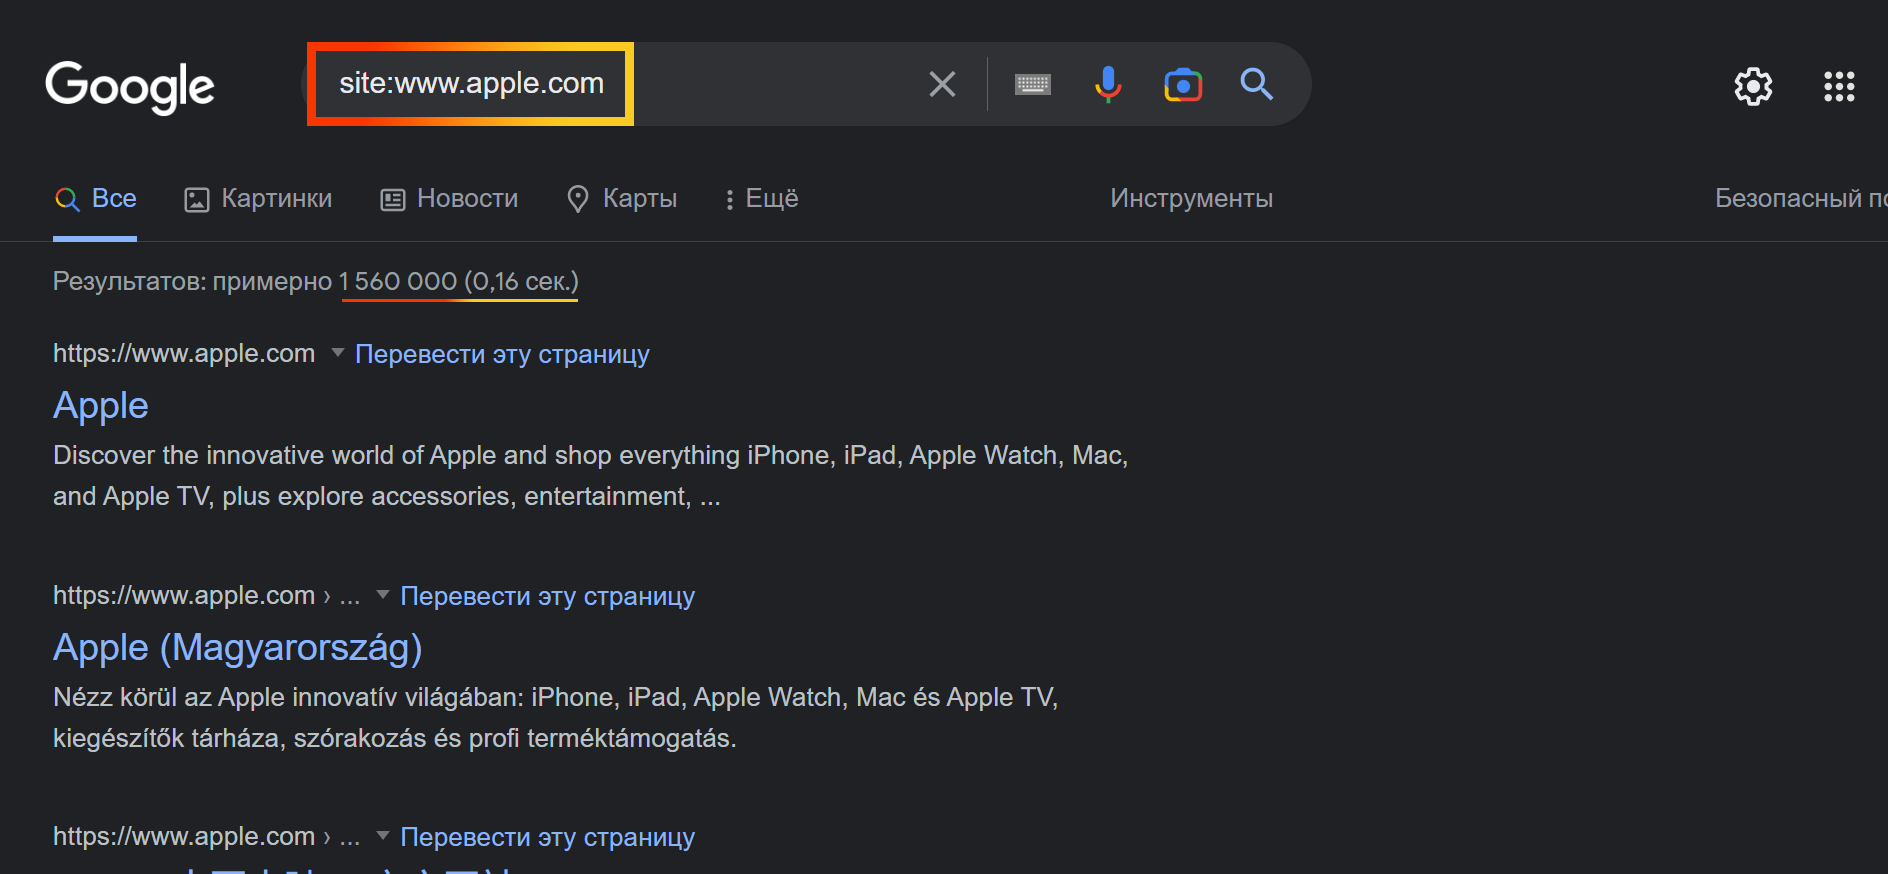 Google
site:www.apple.com
Все
Картинки
Новости
Карты
Ещё
Инструменты
Безопасный
Результатов: примерно 1 560 000 (0,16 сек.)
https://www.apple.com Перевести эту страницу
Apple
Discover the innovative world of Apple and shop everything iPhone, iPad, Apple Watch, Mac,
and Apple TV, plus explore accessories, entertainment, ...
https://www.apple.com › ... Перевести эту страницу
Apple (Magyarország)
Nézz körül az Apple innovatív világában: iPhone, iPad, Apple Watch, Mac és Apple TV,
kiegészítők tárháza, szórakozás és profi terméktámogatás.
https://www.apple.com › ... Перевести эту страницу